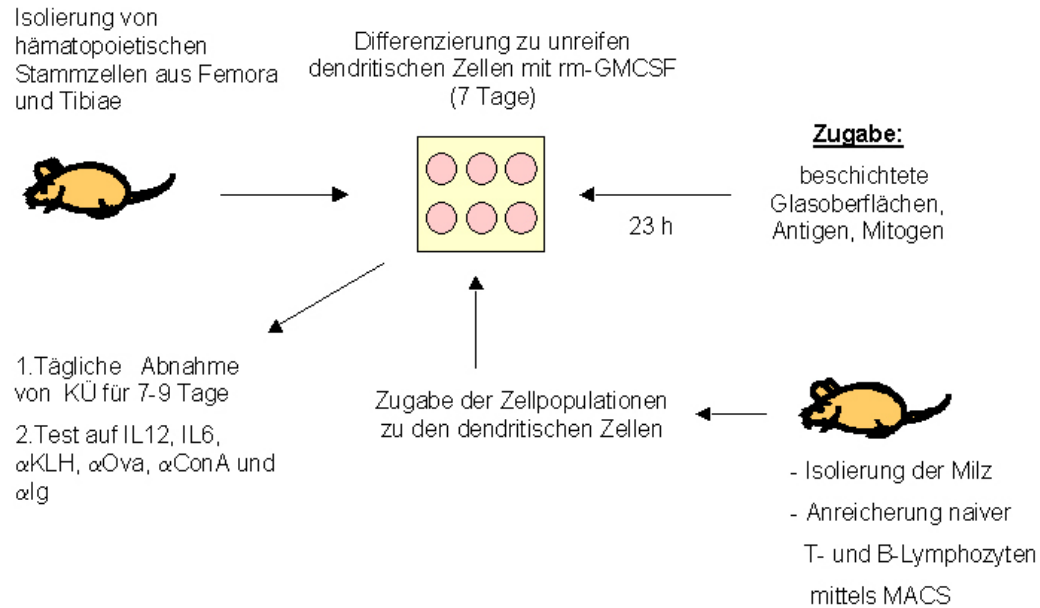 Isolierung von
hämatopoietischen
Stammzellen aus Femora
und Tibiae
Differenzierung zu unreifen
dendritischen Zellen mit rm-GMCSF
(7 Tage)
Zugabe:
beschichtete
Glasoberflächen,
Antigen, Mitogen
23 h
1.Tägliche Abnahme
von KÜ für 7-9 Tage
2.Test auf IL12, IL6,
αKLH, αOva, αConA und
αIg
Zugabe der Zellpopulationen
zu den dendritischen Zellen
- Isolierung der Milz
- Anreicherung naiver
T- und B-Lymphozyten
mittels MACS